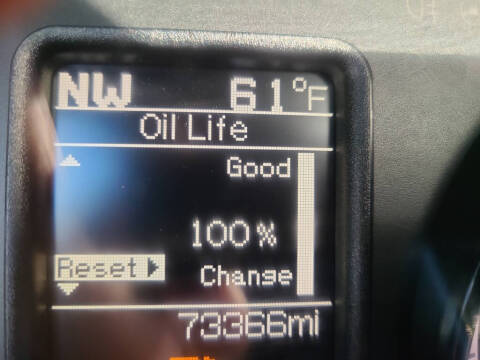 NW 61°F
Oil Life
Good
100%
Reset
Change
73366mi